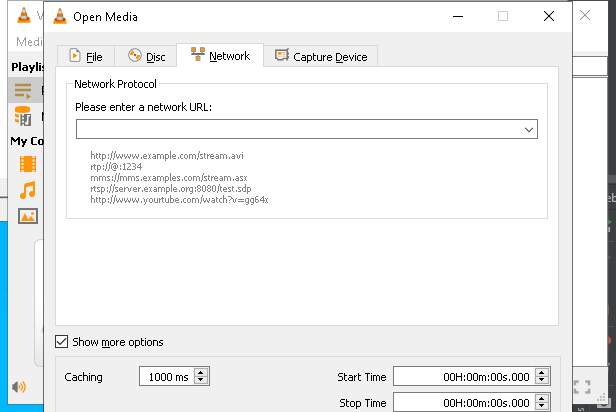 Open Media
Medi
File
Disc
Network
Capture Device
Playlis
Network Protocol
Please enter a network URL:
My Co
http://www.example.com/stream.avi
rtp://@:1234
mms://mms.examples.com/stream.asx
rtsp://server.example.org:8080/test.sdp
http://www.yourtube.com/watch?v=gg64x
Show more options
Caching
1000 ms
Start Time
00H:00m:00s.000
Stop Time
00H:00m:00s.000